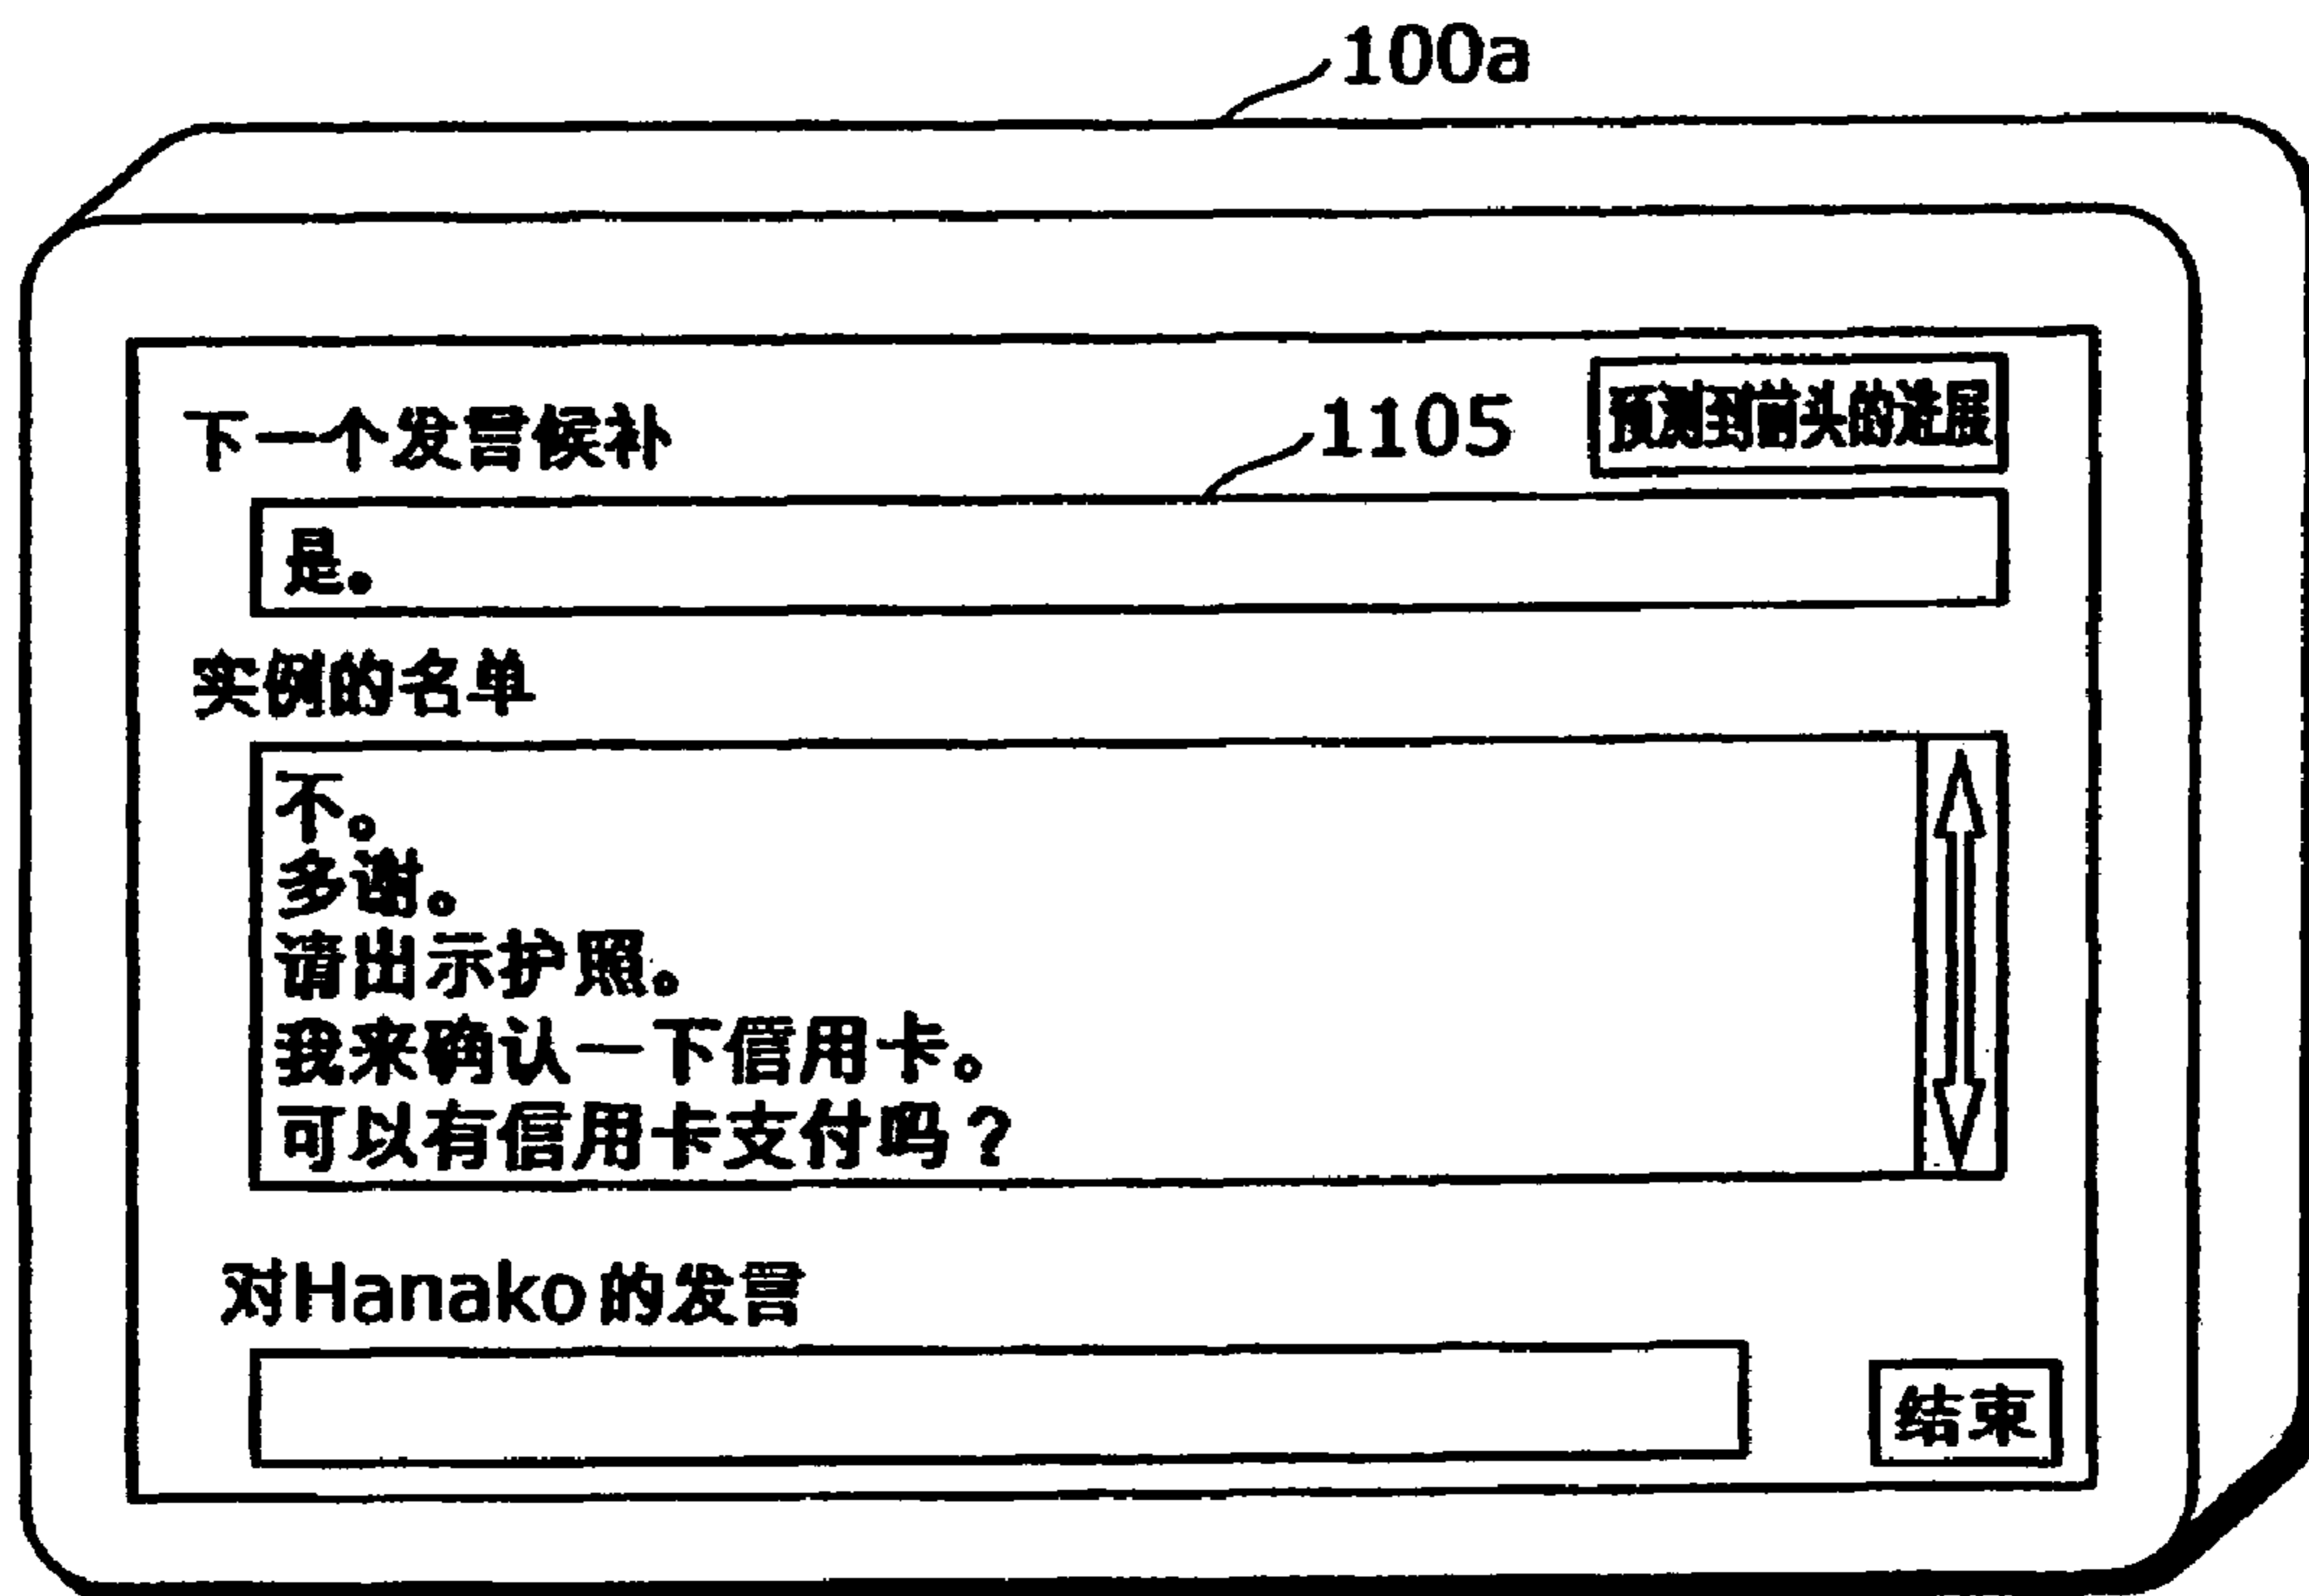 100a
下一个发言候补
1105
预测到前头的进展
是。
实例的名单
不。
多谢。
请出示护照。
我来确认一下信用卡。
可以有信用卡支付吗？
对Hanako的发言
结束